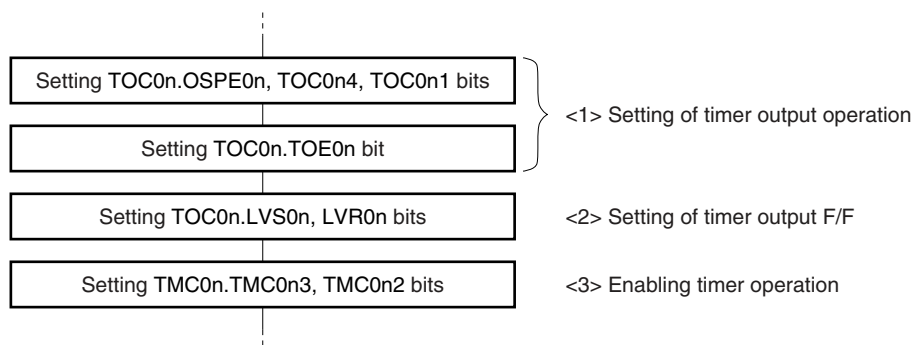 Setting TOC0n.OSPE0n, TOC0n4, TOC0n1 bits
<1> Setting of timer output operation
Setting TOC0n.TOE0n bit
Setting TOC0n.LVS0n, LVR0n bits
<2> Setting of timer output F/F
Setting TMC0n.TMC0n3, TMC0n2 bits
<3> Enabling timer operation